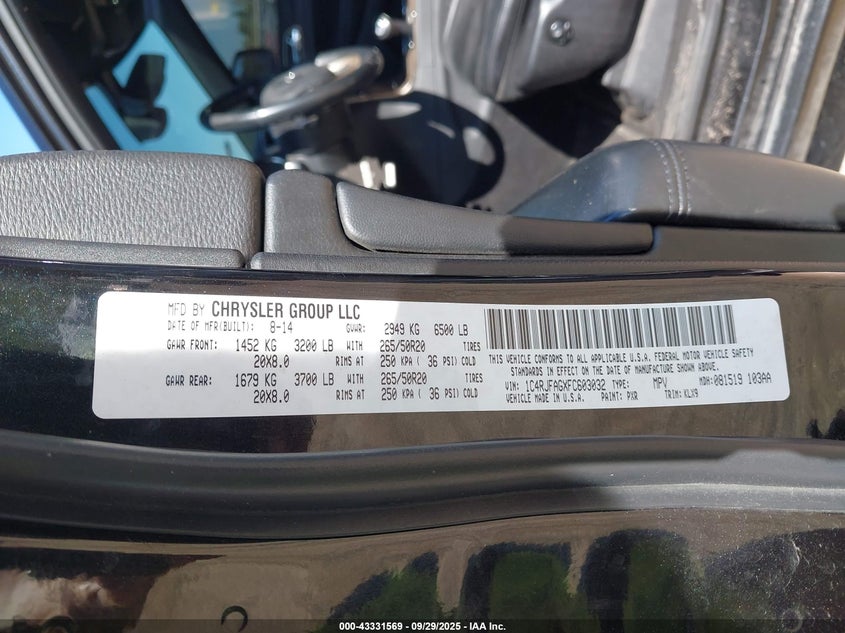 MFD BY CHRYSLER GROUP LLC
DATE OF MFR(BUILT): 8-14 GVWR: 2949 KG 6500 LB
GAWR FRONT: 1452 KG 3200 LB WITH 265/50R20 TIRES
20X8.0 RIMS AT 250 KPA ( 36 PSI) COLD
GAWR REAR: 1679 KG 3700 LB WITH 265/50R20 TIRES
20X8.0 RIMS AT 250 KPA ( 36 PSI) COLD
THIS VEHICLE CONFORMS TO ALL APPLICABLE U.S.A. FEDERAL MOTOR VEHICLE SAFETY
STANDARDS IN EFFECT ON THE DATE OF MANUFACTURE SHOWN ABOVE.
VIN: 1C4RJFAGXFC603032 TYPE: MPV MDH: 081519 103AA
VEHICLE MADE IN U.S.A. PAINT: PXR TRIM: KLX9
000-43331569 - 09/29/2025 - IAA Inc.